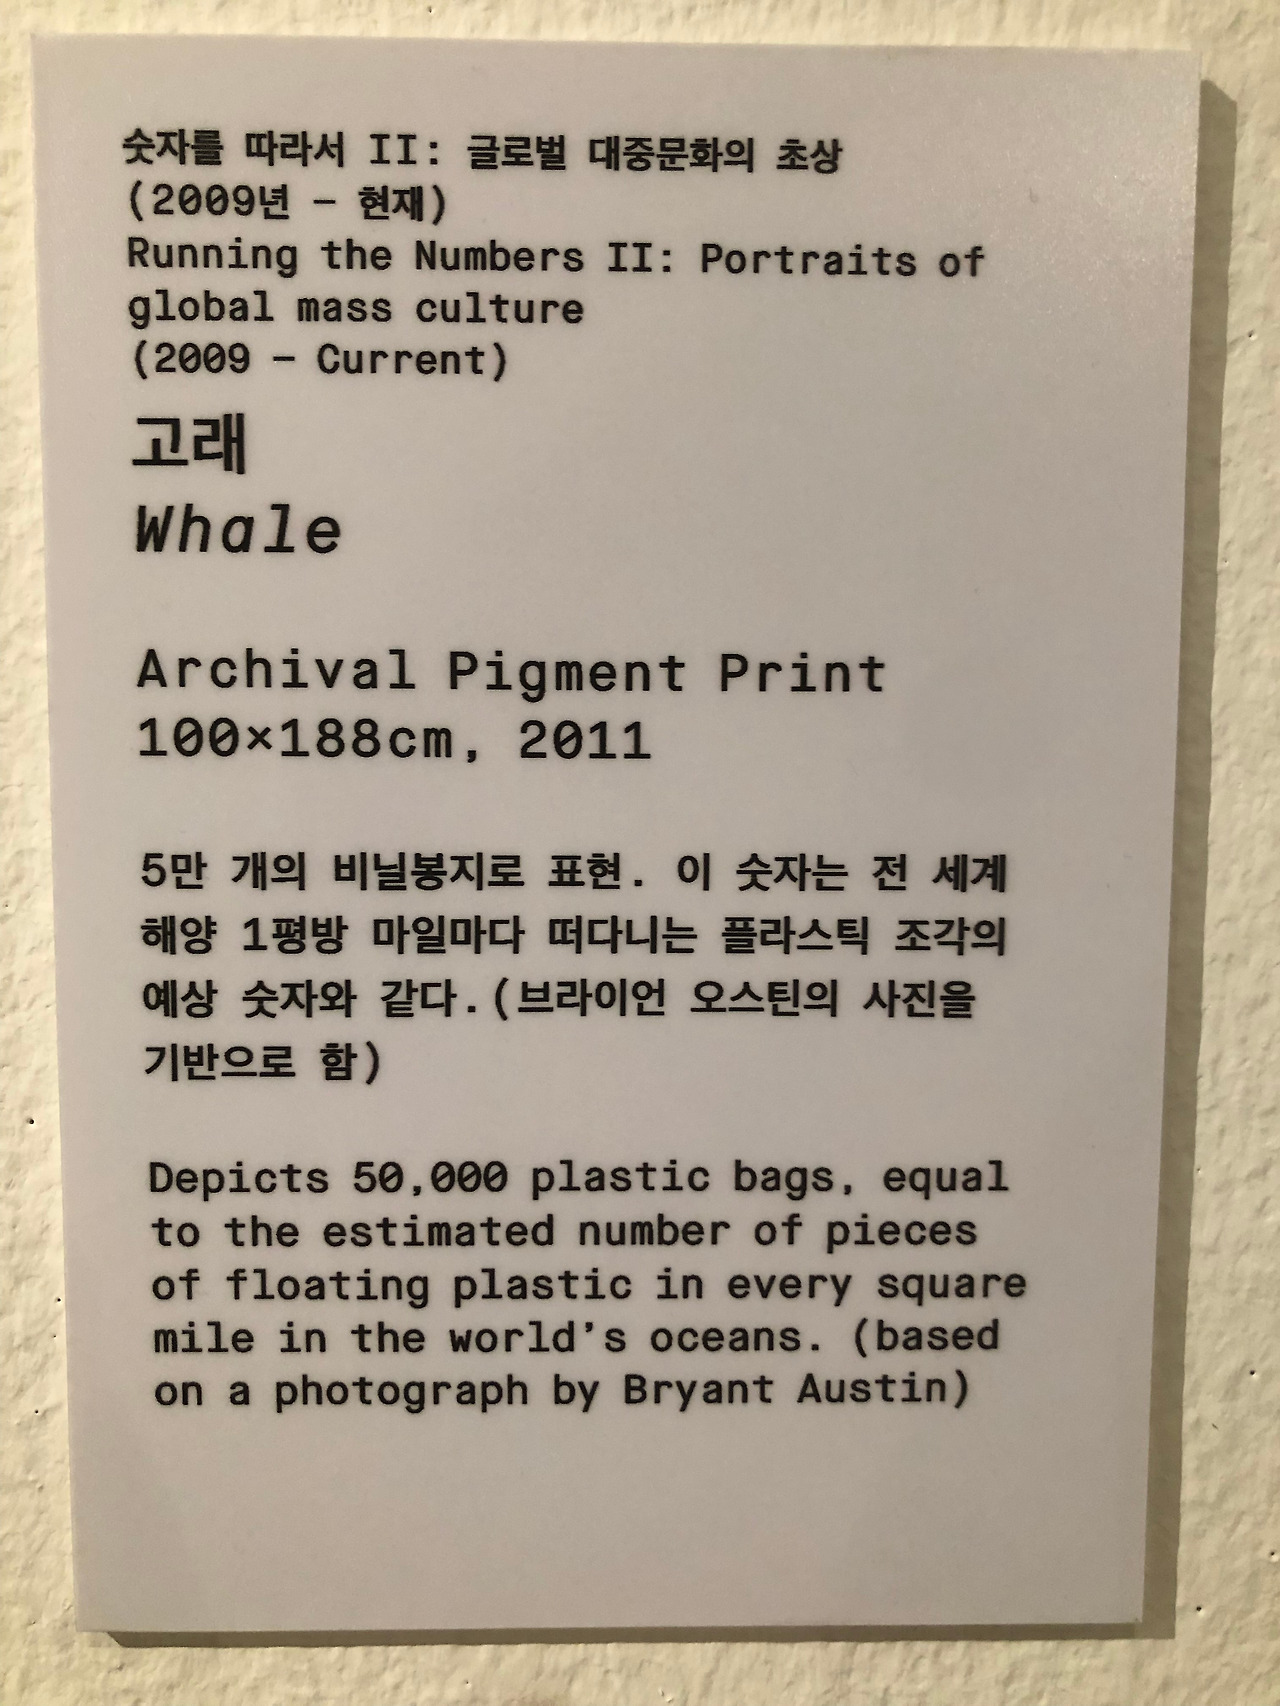 숫자를 따라서 II: 글로벌 대중문화의 초상
(2009년 – 현재)
Running the Numbers II: Portraits of
global mass culture
(2009 – Current)
고래
Whale
Archival Pigment Print
100×188cm, 2011
5만 개의 비닐봉지로 표현. 이 숫자는 전 세계
해양 1평방 마일마다 떠다니는 플라스틱 조각의
예상 숫자와 같다.(브라이언 오스틴의 사진을
기반으로 함)
Depicts 50,000 plastic bags, equal
to the estimated number of pieces
of floating plastic in every square
mile in the world's oceans. (based
on a photograph by Bryant Austin)